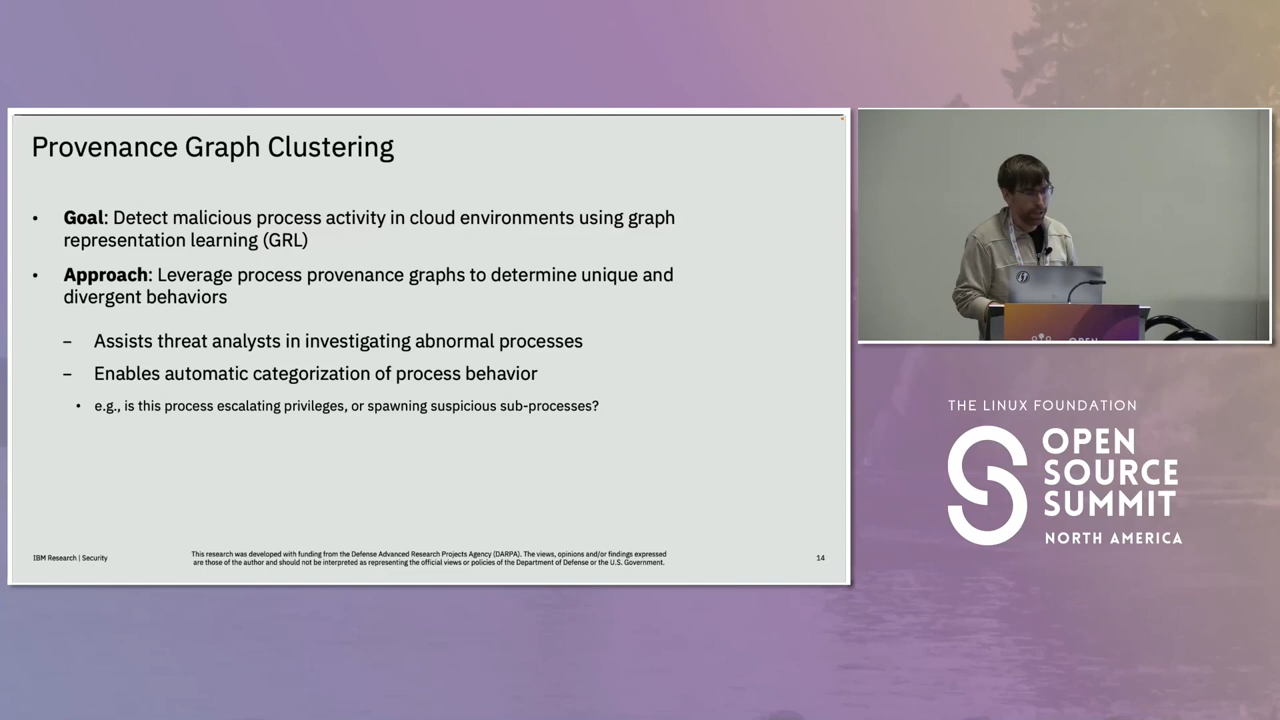 Provenance Graph Clustering
• Goal: Detect malicious process activity in cloud environments using graph
representation learning (GRL)
• Approach: Leverage process provenance graphs to determine unique and
divergent behaviors
– Assists threat analysts in investigating abnormal processes
– Enables automatic categorization of process behavior
• e.g., is this process escalating privileges, or spawning suspicious sub-processes?
IBM Research | Security
This research was developed with funding from the Defense Advanced Research Projects Agency (DARPA). The views, opinions and/or findings expressed
are those of the author and should not be interpreted as representing the official views or policies of the Department of Defense or the U.S. Government.
14
OPEN
THE LINUX FOUNDATION
OPEN
SOURCE
SUMMIT
NORTH AMERICA